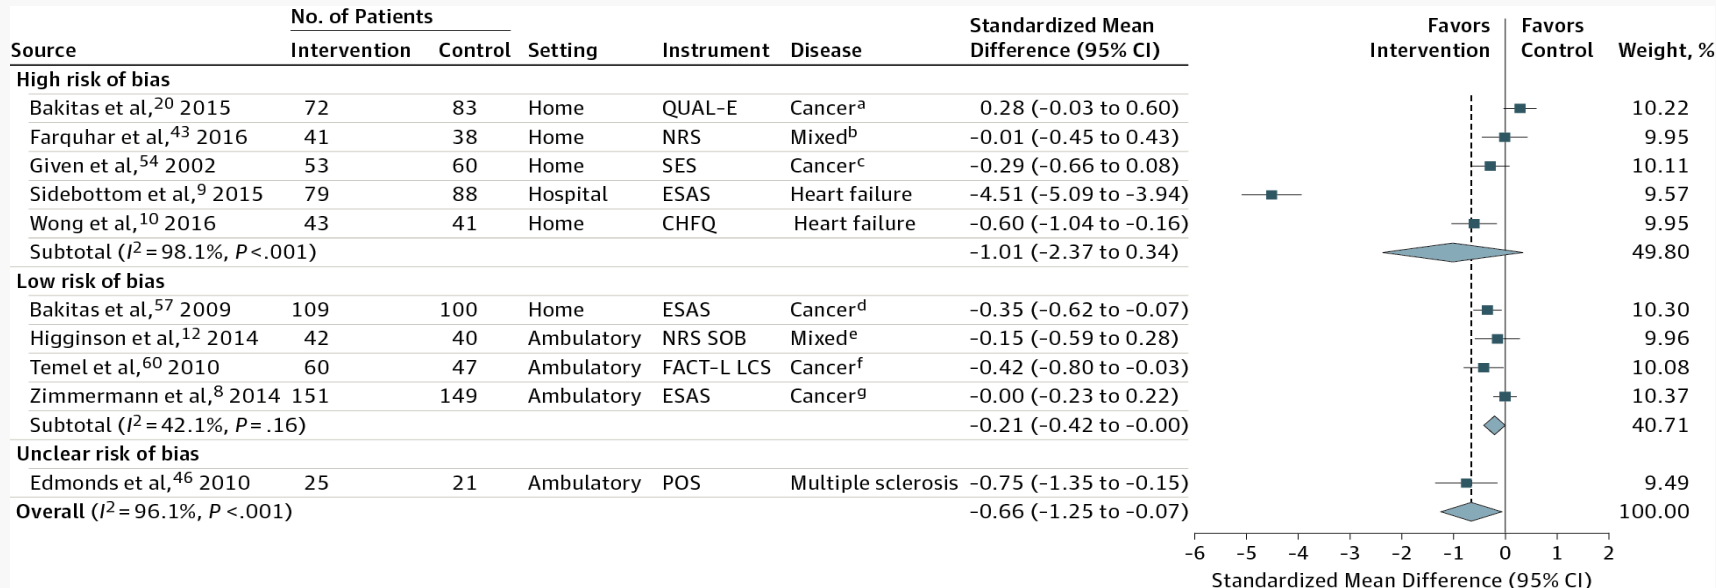 No. of Patients
Standardized Mean Difference (95% CI)
Favors Intervention
Favors Control
Source Intervention Control Setting Instrument Disease Weight, %
High risk of bias
Bakitas et al,20 2015 72 83 Home QUAL-E Cancera 0.28 (-0.03 to 0.60) 10.22
Farquhar et al,43 2016 41 38 Home NRS Mixedb -0.01 (-0.45 to 0.43) 9.95
Given et al,54 2002 53 60 Home SES Cancerc -0.29 (-0.66 to 0.08) 10.11
Sidebottom et al,9 2015 79 88 Hospital ESAS Heart failure -4.51 (-5.09 to -3.94) 9.57
Wong et al,10 2016 43 41 Home CHFQ Heart failure -0.60 (-1.04 to -0.16) 9.95
Subtotal (I2 = 98.1%, P <.001) -1.01 (-2.37 to 0.34) 49.80
Low risk of bias
Bakitas et al,57 2009 109 100 Home ESAS Cancerd -0.35 (-0.62 to -0.07) 10.30
Higginson et al,12 2014 42 40 Ambulatory NRS SOB Mixede -0.15 (-0.59 to 0.28) 9.96
Temel et al,60 2010 60 47 Ambulatory FACT-L LCS Cancerf -0.42 (-0.80 to -0.03) 10.08
Zimmermann et al,8 2014 151 149 Ambulatory ESAS Cancerg -0.00 (-0.23 to 0.22) 10.37
Subtotal (I2 = 42.1%, P = .16) -0.21 (-0.42 to -0.00) 40.71
Unclear risk of bias
Edmonds et al,46 2010 25 21 Ambulatory POS Multiple sclerosis -0.75 (-1.35 to -0.15) 9.49
Overall (I2 = 96.1%, P <.001) -0.66 (-1.25 to -0.07) 100.00
-6 -5 -4 -3 -2 -1 0 1 2
Standardized Mean Difference (95% CI)